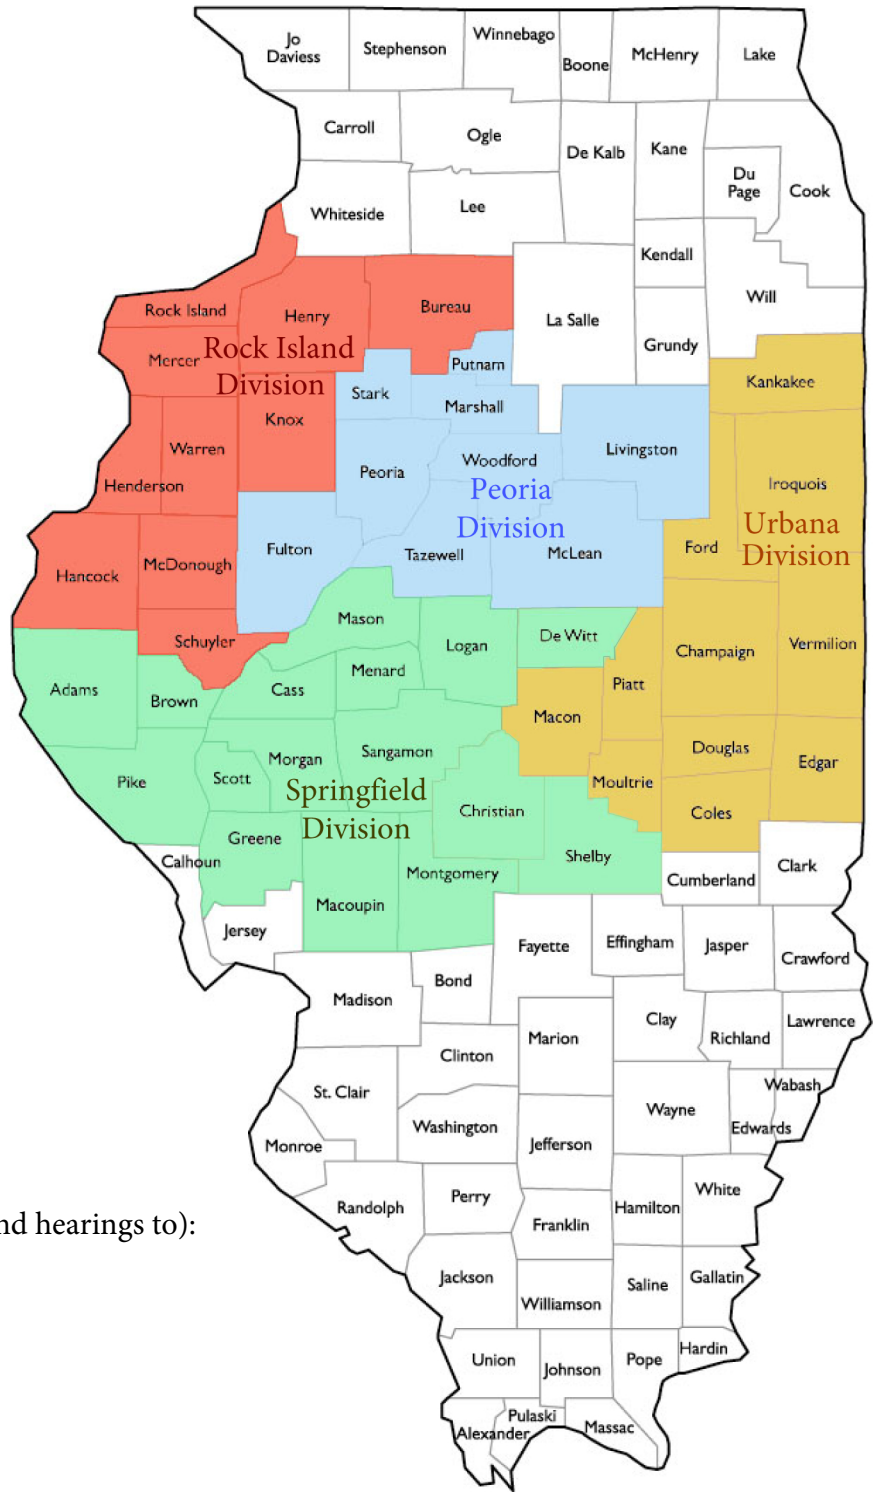 Jo
Daviess
Stephenson
Winnebago
Boone
McHenry
Lake
Carroll
Ogle
De Kalb
Kane
Du
Page
Cook
Whiteside
Lee
Kendall
Will
Rock Island
Henry
Bureau
La Salle
Grundy
Mercer
Rock Island
Division
Putnam
Kankakee
Stark
Marshall
Knox
Warren
Peoria
Woodford
Livingston
Henderson
Peoria
Division
Iroquois
Urbana
Division
Fulton
Tazewell
McLean
Ford
Hancock
McDonough
Mason
Schuyler
Logan
De Witt
Champaign
Vermilion
Adams
Brown
Cass
Menard
Piatt
Macon
Pike
Scott
Morgan
Sangamon
Douglas
Edgar
Moultrie
Springfield
Division
Christian
Coles
Greene
Calhoun
Montgomery
Shelby
Cumberland
Clark
Macoupin
Jersey
Fayette
Effingham
Jasper
Crawford
Madison
Bond
Clay
Richland
Lawrence
Marion
Clinton
St. Clair
Wabash
Wayne
Edwards
Washington
Monroe
Jefferson
Randolph
Perry
Hamilton
White
nd hearings to):
Franklin
Jackson
Williamson
Saline
Gallatin
Union
Johnson
Pope
Hardin
Pulaski
Alexander
Massac